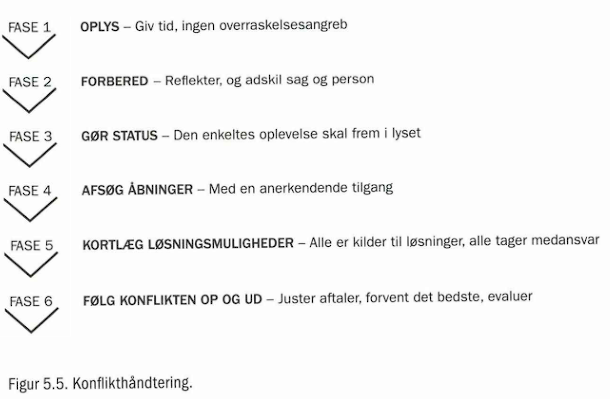 FASE 1 OPLYS – Giv tid, ingen overraskelsesangreb
FASE 2 FORBERED – Reflekter, og adskil sag og person
FASE 3 GØR STATUS – Den enkeltes oplevelse skal frem i lyset
FASE 4 AFSØG ÅBNINGER – Med en anerkendende tilgang
FASE 5 KORTLÆG LØSNINGSMULIGHEDER – Alle er kilder til løsninger, alle tager medansvar
FASE 6 FØLG KONFLIKTEN OP OG UD – Juster aftaler, forvent det bedste, evaluer
Figur 5.5. Konflikthåndtering.